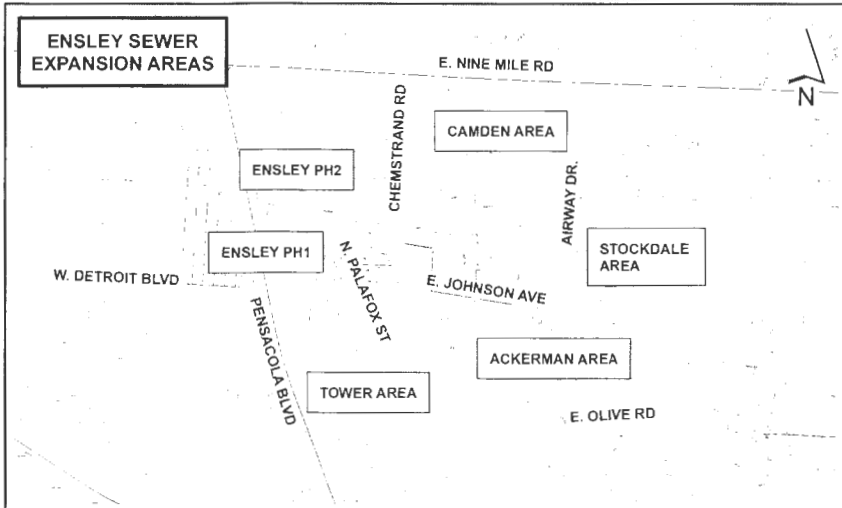 ENSLEY SEWER
EXPANSION AREAS
E. NINE MILE RD
N
CHEMSTRAND RD
CAMDEN AREA
ENSLEY PH2
AIRWAY DR.
ENSLEY PH1
STOCKDALE
AREA
W. DETROIT BLVD
N. PALAFOX ST
E. JOHNSON AVE
PENSACOLA BLVD
ACKERMAN AREA
TOWER AREA
E. OLIVE RD